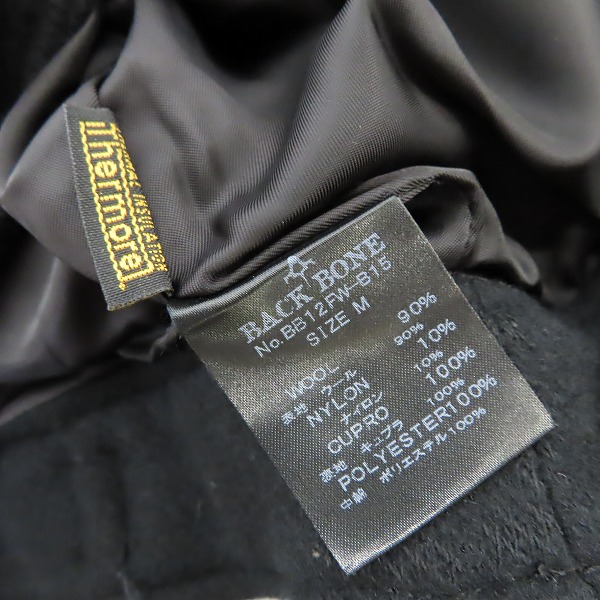 THERMAL INSULATION
Thermore
BACK BONE
No.BB12FW-B15
SIZE M
WOOL 90%
表地 ウール 90%
NYLON 10%
ナイロン 10%
CUPRO 100%
裏地 キュプラ 100%
POLYESTER100%
中綿 ポリエステル100%